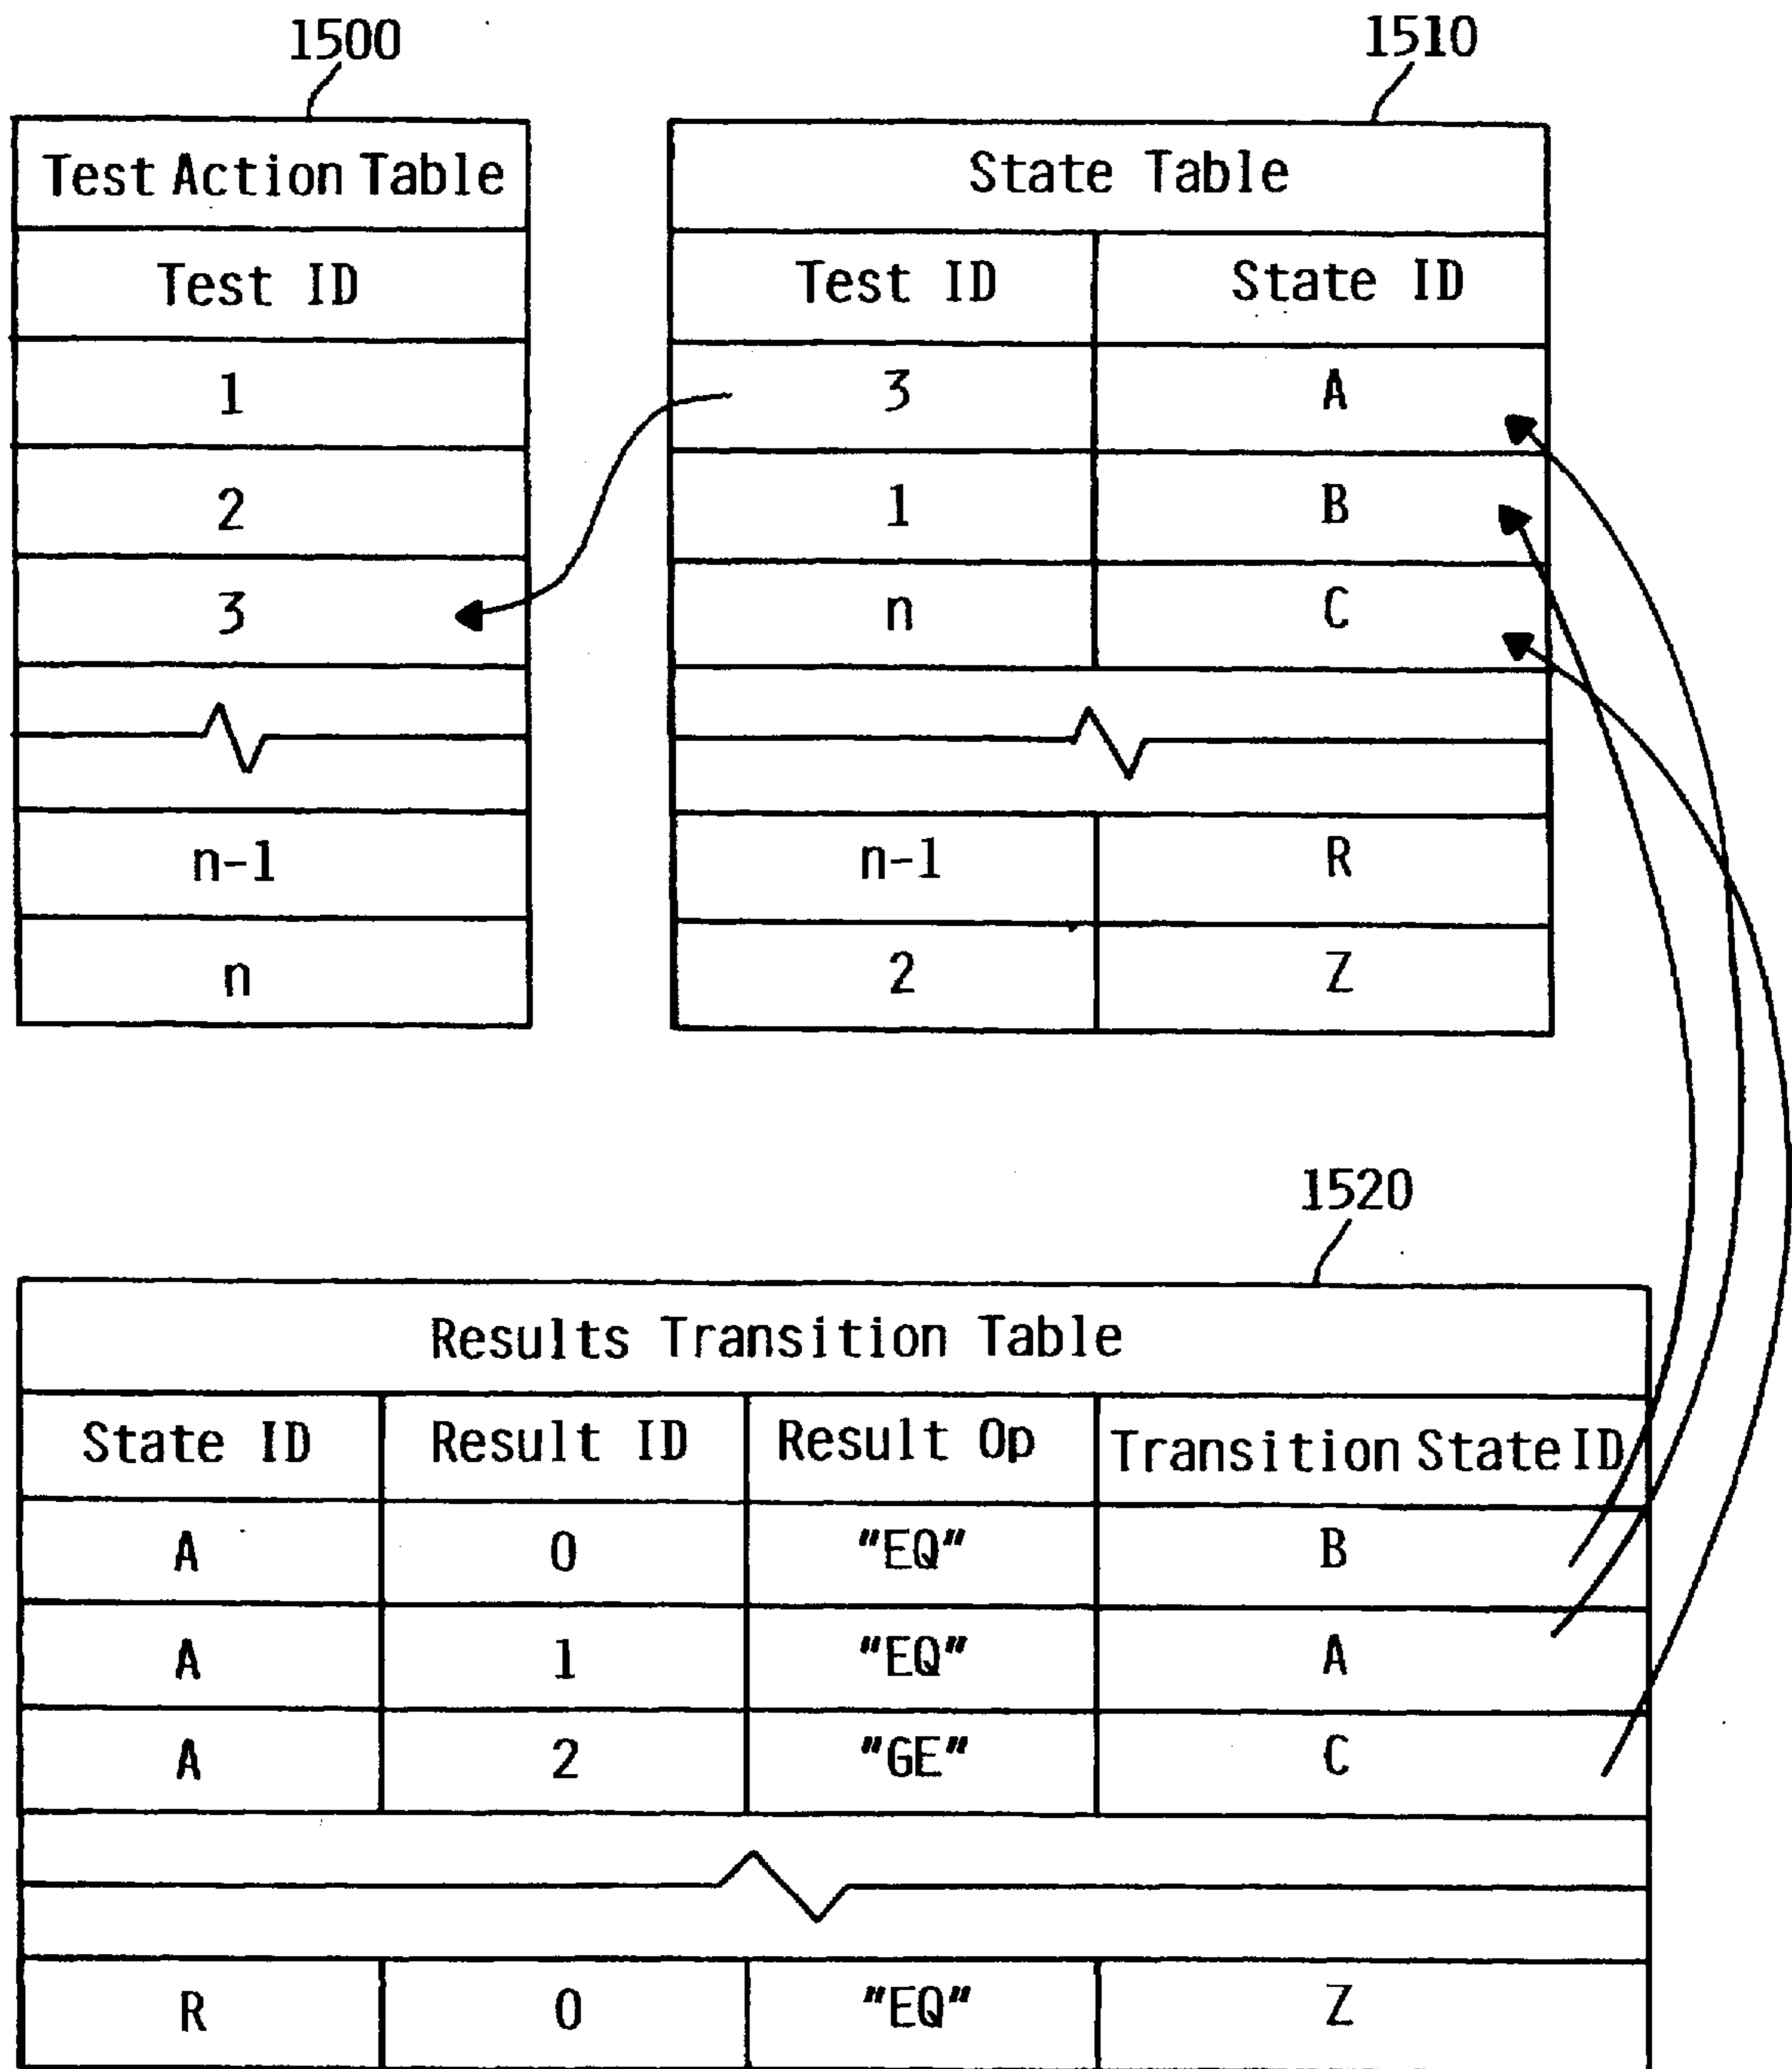 1500
Test Action Table
Test ID
1
2
3
n-1
n
1510
State Table
Test ID State ID
3 A
1 B
n C
n-1 R
2 Z
1520
Results Transition Table
State ID Result ID Result Op Transition State ID
A 0 "EQ" B
A 1 "EQ" A
A 2 "GE" C
R 0 "EQ" Z